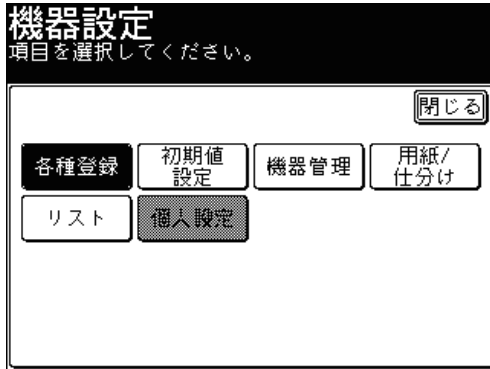 機器設定
項目を選択してください。
閉じる
各種登録
初期値
設定
機器管理
用紙/
仕分け
リスト
個人設定